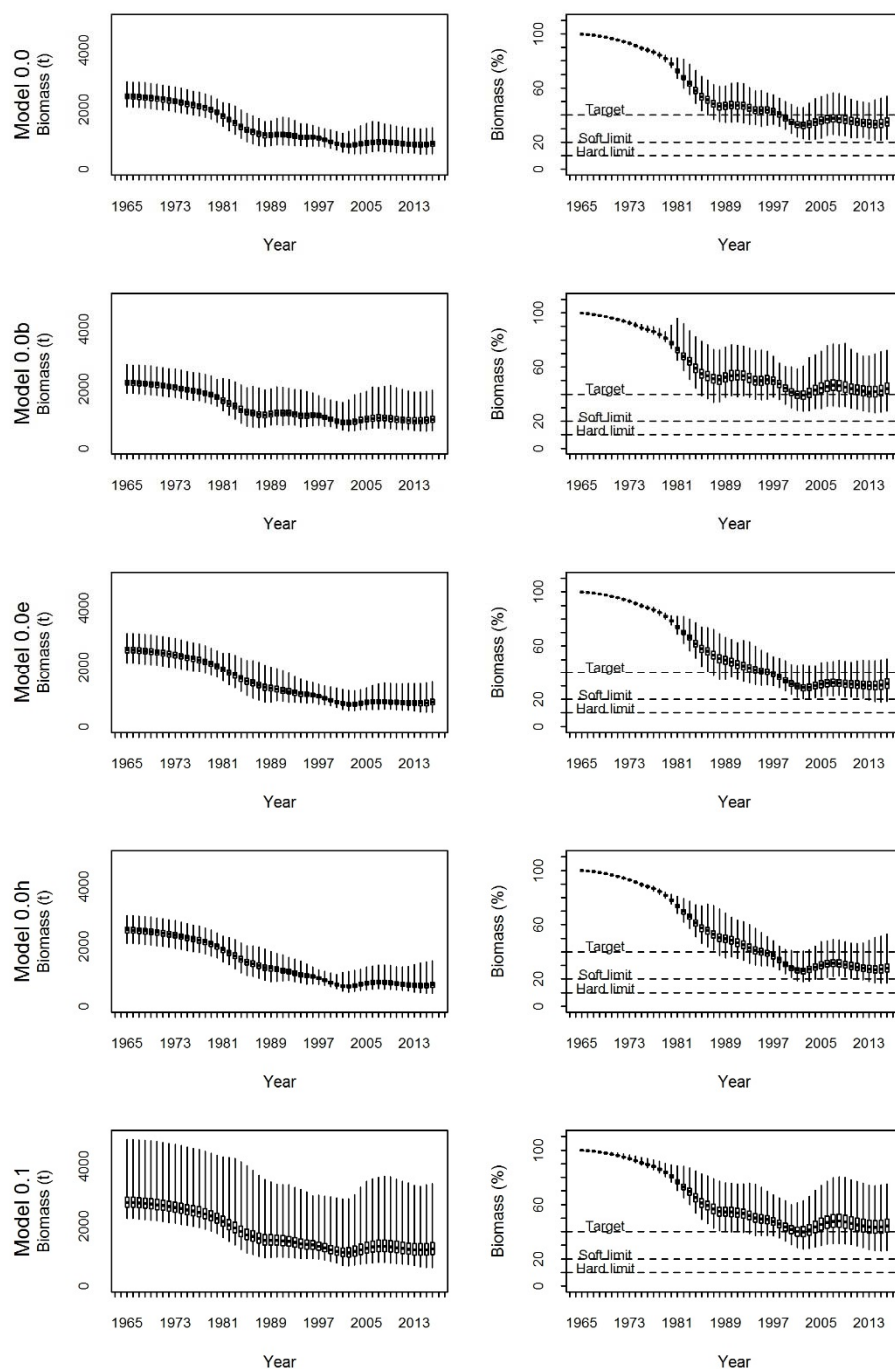 Model 0.0
Biomass (t)
0 2000 4000
1965 1973 1981 1989 1997 2005 2013
Year
Biomass (%)
0 20 60 100
Target
Soft limit
Hard limit
1965 1973 1981 1989 1997 2005 2013
Year
Model 0.0b
Biomass (t)
0 2000 4000
1965 1973 1981 1989 1997 2005 2013
Year
Biomass (%)
0 20 60 100
Target
Soft limit
Hard limit
1965 1973 1981 1989 1997 2005 2013
Year
Model 0.0e
Biomass (t)
0 2000 4000
1965 1973 1981 1989 1997 2005 2013
Year
Biomass (%)
0 20 60 100
Target
Soft limit
Hard limit
1965 1973 1981 1989 1997 2005 2013
Year
Model 0.0h
Biomass (t)
0 2000 4000
1965 1973 1981 1989 1997 2005 2013
Year
Biomass (%)
0 20 60 100
Target
Soft limit
Hard limit
1965 1973 1981 1989 1997 2005 2013
Year
Model 0.1
Biomass (t)
0 2000 4000
1965 1973 1981 1989 1997 2005 2013
Year
Biomass (%)
0 20 60 100
Target
Soft limit
Hard limit
1965 1973 1981 1989 1997 2005 2013
Year